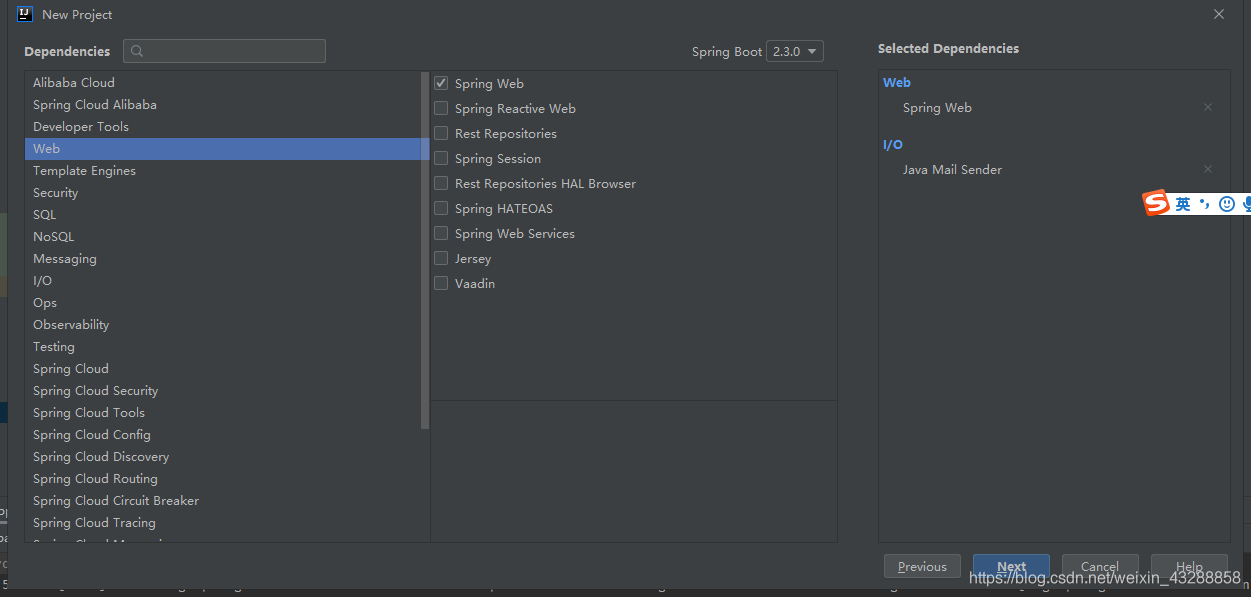 New Project
Dependencies
Spring Boot 2.3.0
Selected Dependencies
Alibaba Cloud
Spring Cloud Alibaba
Developer Tools
Web
Template Engines
Security
SQL
NoSQL
Messaging
I/O
Ops
Observability
Testing
Spring Cloud
Spring Cloud Security
Spring Cloud Tools
Spring Cloud Config
Spring Cloud Discovery
Spring Cloud Routing
Spring Cloud Circuit Breaker
Spring Cloud Tracing
Spring Web
Spring Reactive Web
Rest Repositories
Spring Session
Rest Repositories HAL Browser
Spring HATEOAS
Spring Web Services
Jersey
Vaadin
Web
Spring Web
I/O
Java Mail Sender
英
Previous
Next
Cancel
Help
https://blog.csdn.net/weixin_43288858